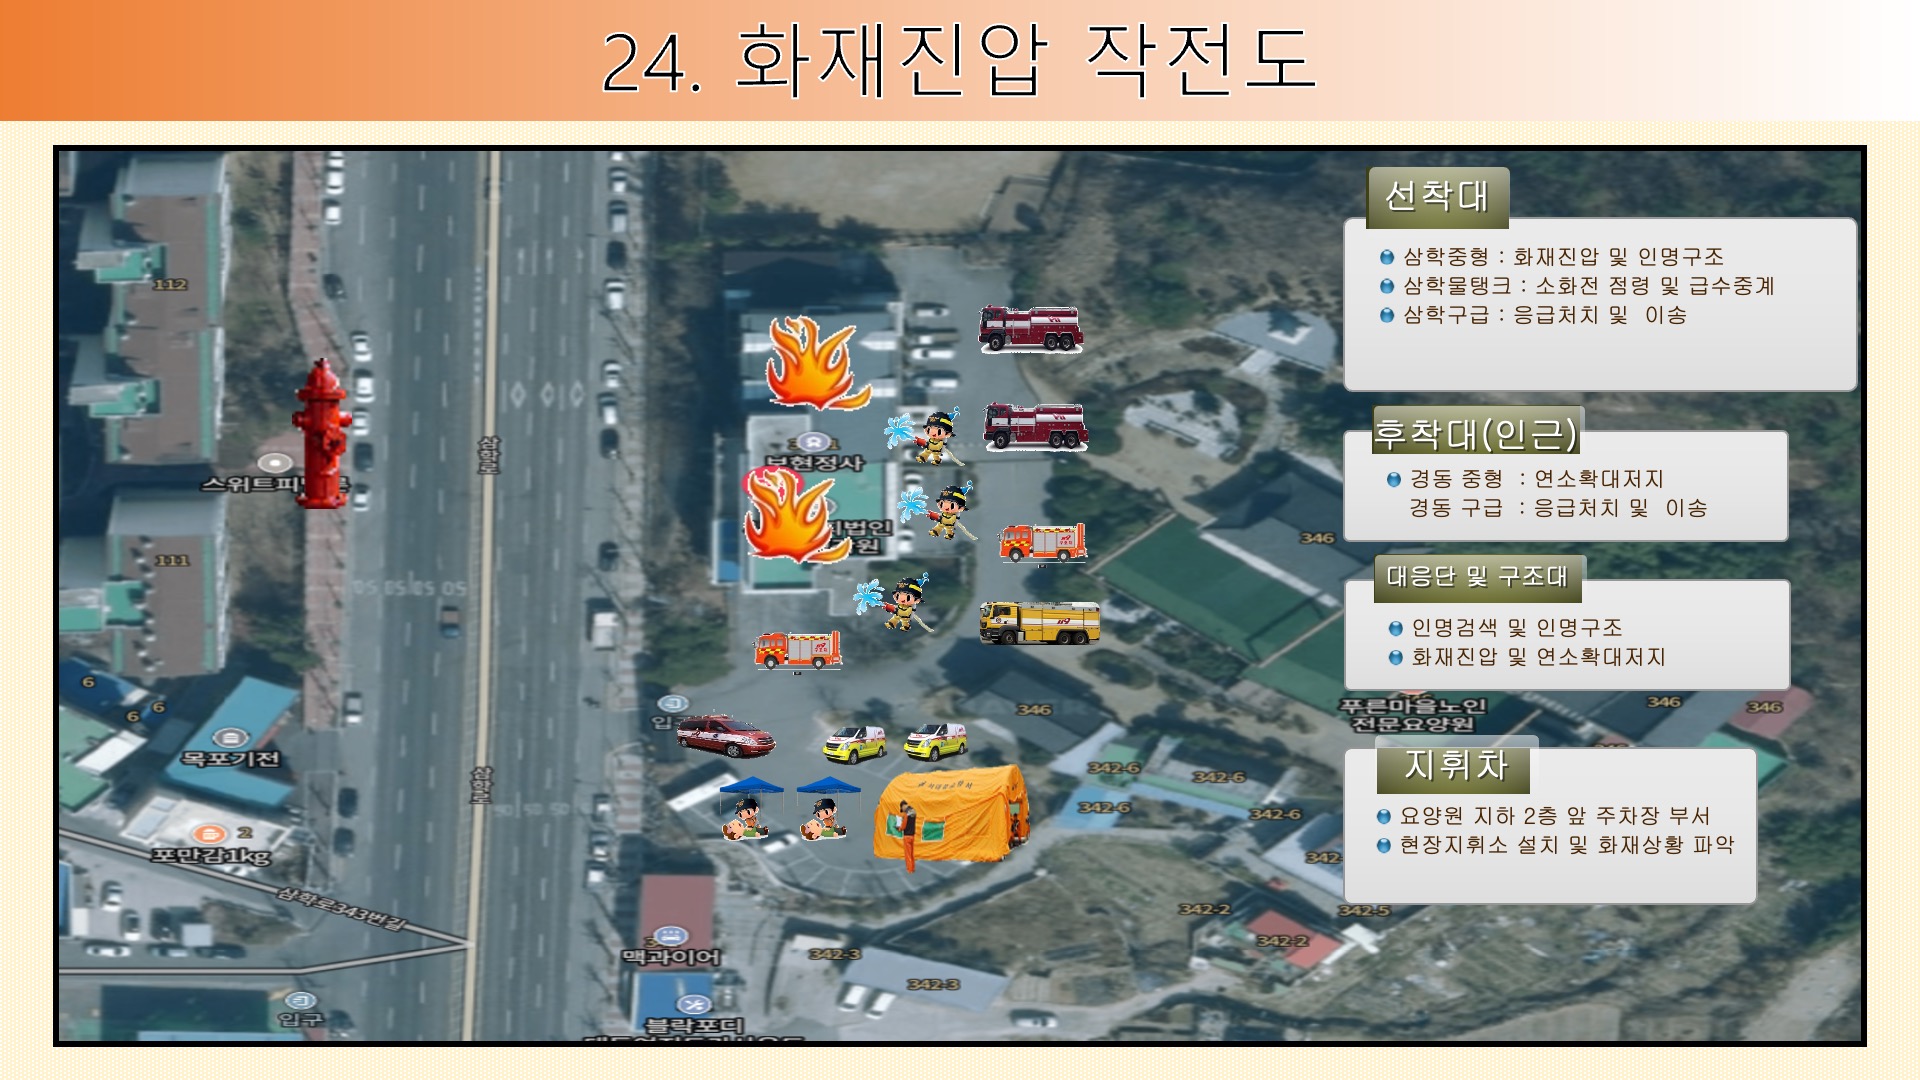 24. 화재진압 작전도
선착대
삼학중형 : 화재진압 및 인명구조
삼학물탱크 : 소화전 점령 및 급수중계
삼학구급 : 응급처치 및 이송
후착대(인근)
경동 중형 : 연소확대저지
경동 구급 : 응급처치 및 이송
대응단 및 구조대
인명검색 및 인명구조
화재진압 및 연소확대저지
지휘차
요양원 지하 2층 앞 주차장 부서
현장지휘소 설치 및 화재상황 파악
112
삼학로
보현정사
스위트피
법인
원
346
111
05 05 05 05
6
6
6
입구
346
푸른마을노인
전문요양원
346
346
목포기전
삼학로
342-6
342-6
342-6
342-6
50 50 50
2
포만감1kg
342-
삼학로343번길
342-2
342-5
342-2
맥과이어
342-3
342-3
입구
블락포디
119